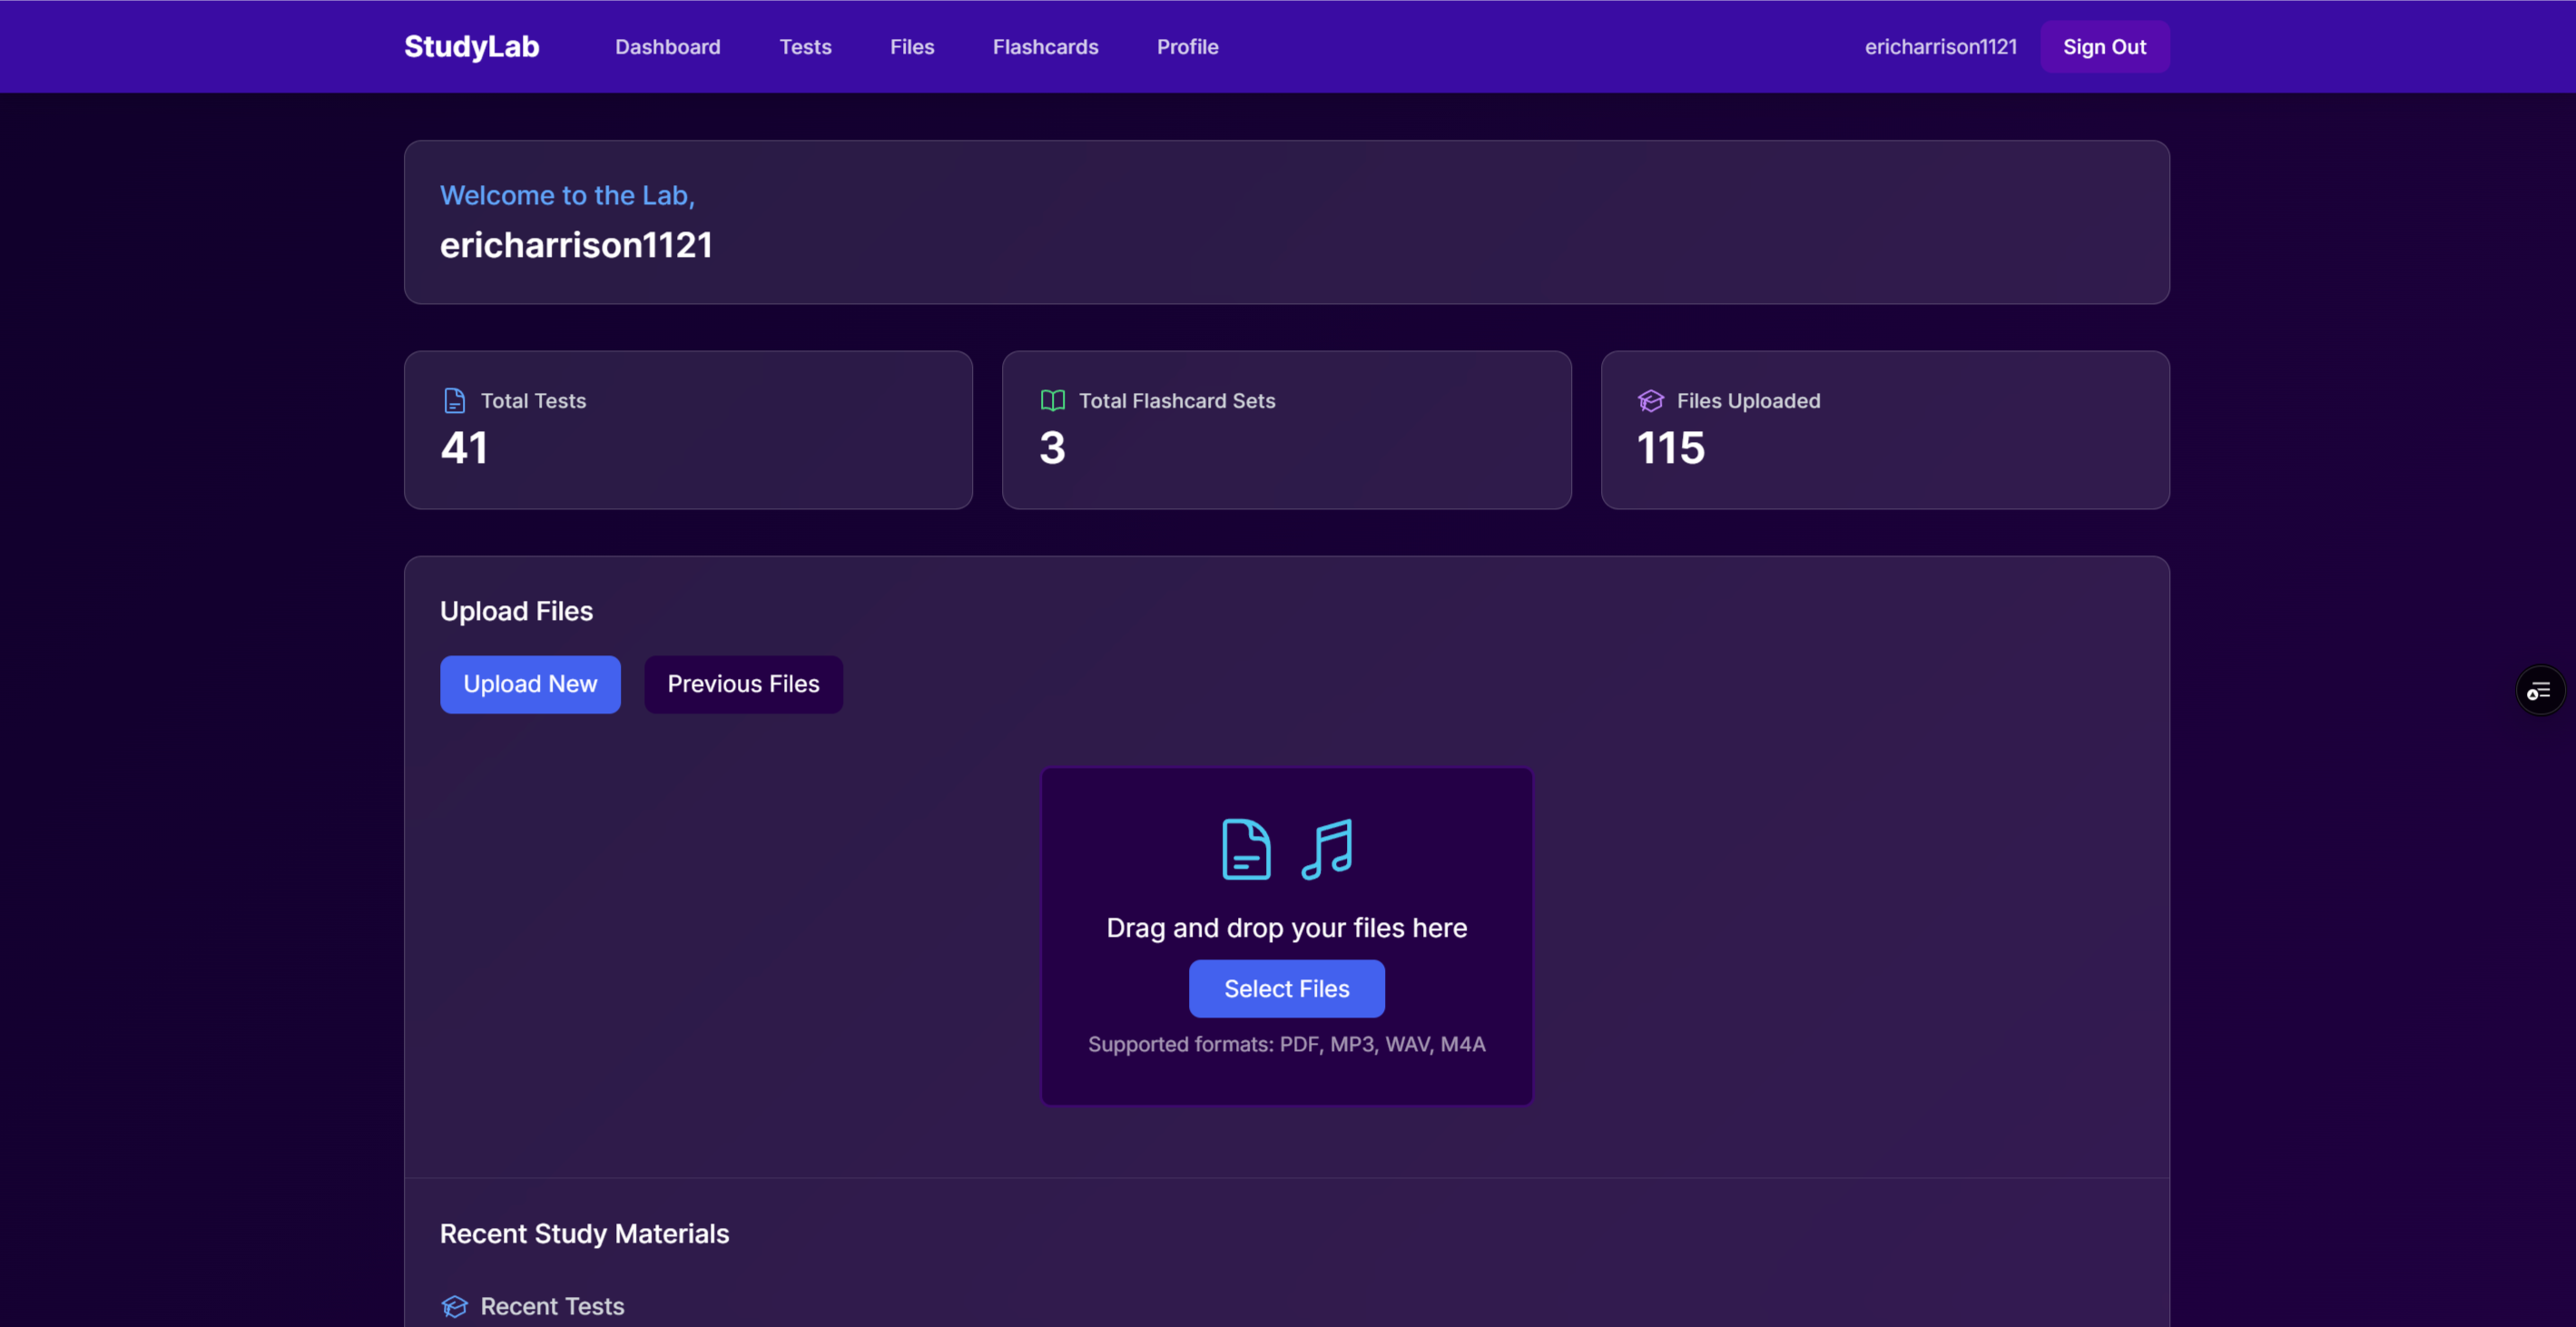 StudyLab Dashboard Tests Files Flashcards Profile ericharrison1121 Sign Out
Welcome to the Lab,
ericharrison1121
Total Tests
41
Total Flashcard Sets
3
Files Uploaded
115
Upload Files
Upload New Previous Files
Drag and drop your files here
Select Files
Supported formats: PDF, MP3, WAV, M4A
Recent Study Materials
Recent Tests